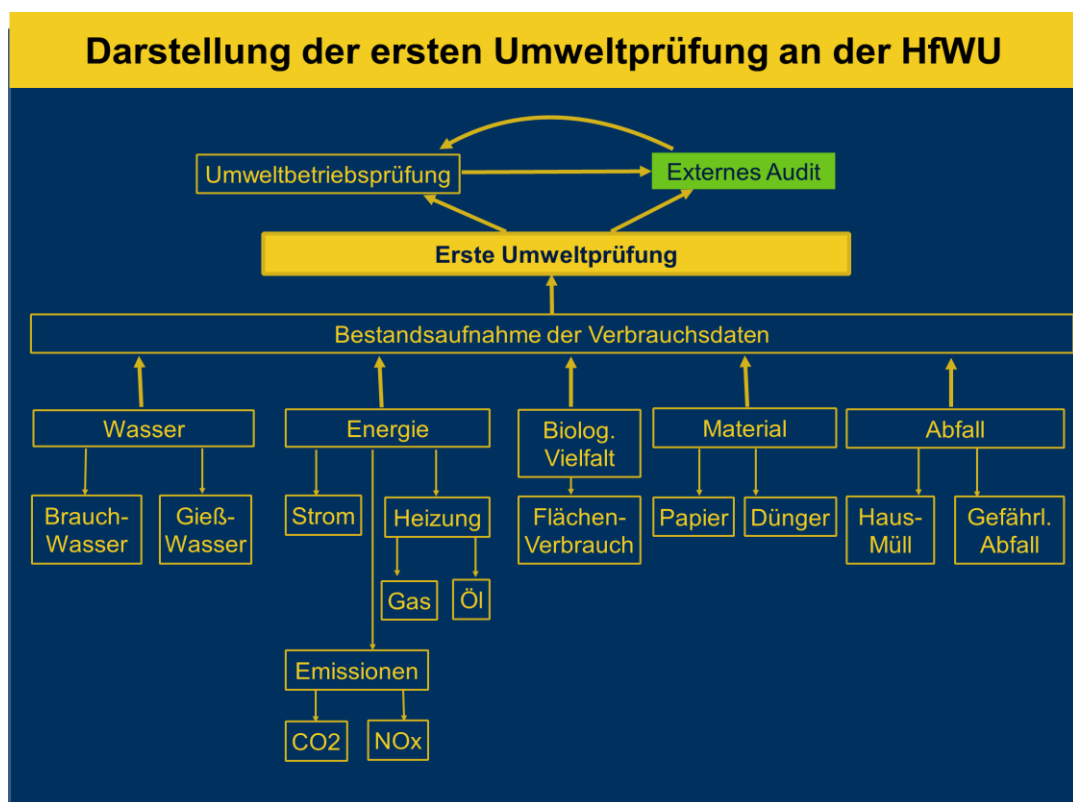 Darstellung der ersten Umweltprüfung an der HfWU
Umweltbetriebsprüfung
Externes Audit
Erste Umweltprüfung
Bestandsaufnahme der Verbrauchsdaten
Wasser
Energie
Biolog.
Vielfalt
Material
Abfall
Brauch-
Wasser
Gieß-
Wasser
Strom
Heizung
Flächen-
Verbrauch
Papier
Dünger
Haus-
Müll
Gefährl.
Abfall
Gas
Öl
Emissionen
CO2
NOx